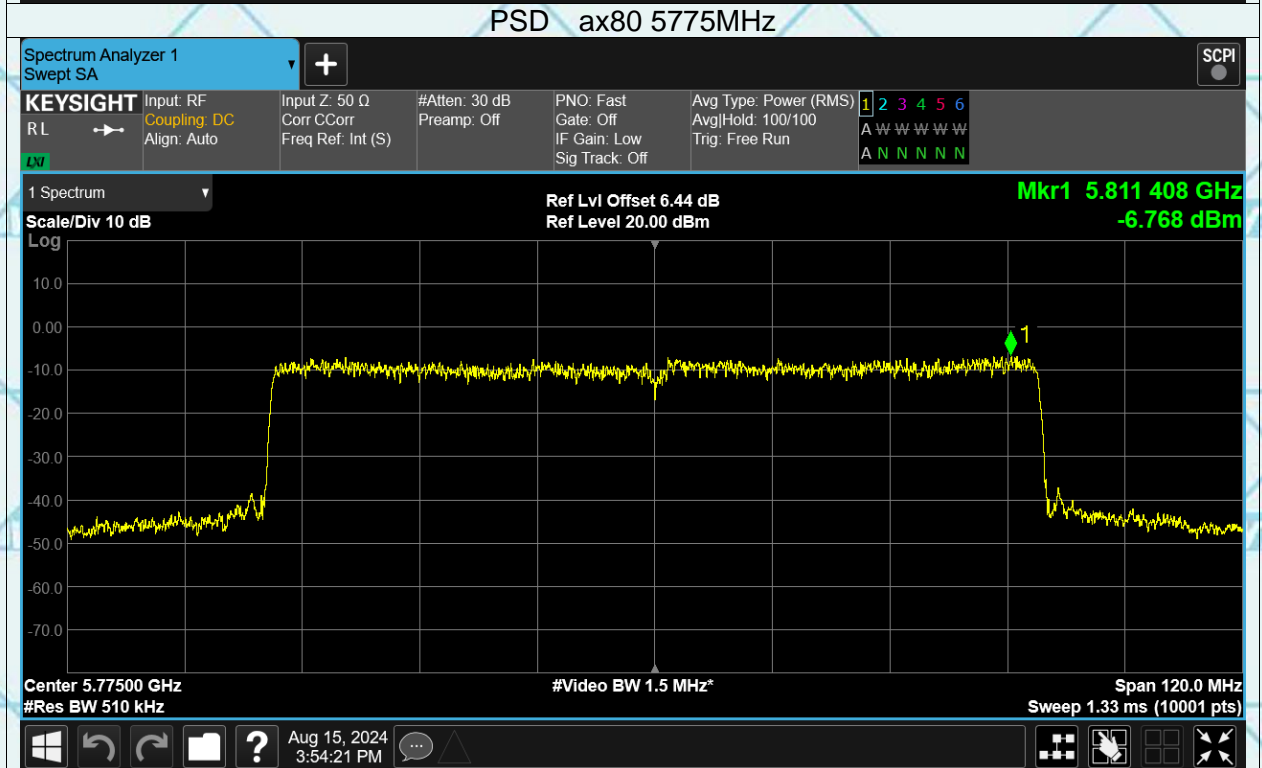 PSD ax80 5775MHz
Spectrum Analyzer 1
Swept SA
SCPI
KEYSIGHT
R L
LXI
Input: RF
Coupling: DC
Align: Auto
Input Z: 50 Ω
Corr CCorr
Freq Ref: Int (S)
#Atten: 30 dB
Preamp: Off
PNO: Fast
Gate: Off
IF Gain: Low
Sig Track: Off
Avg Type: Power (RMS)
Avg|Hold: 100/100
Trig: Free Run
1 2 3 4 5 6
A W W W W W
A N N N N N
1 Spectrum
Scale/Div 10 dB
Log
Ref Lvl Offset 6.44 dB
Ref Level 20.00 dBm
Mkr1 5.811 408 GHz
-6.768 dBm
10.0
0.00
1
-10.0
-20.0
-30.0
-40.0
-50.0
-60.0
-70.0
Center 5.77500 GHz
#Res BW 510 kHz
#Video BW 1.5 MHz*
Span 120.0 MHz
Sweep 1.33 ms (10001 pts)
?
Aug 15, 2024
3:54:21 PM